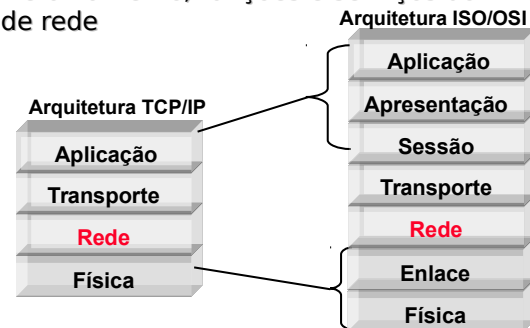 de rede
Arquitetura ISO/OSI
Aplicação
Apresentação
Sessão
Transporte
Rede
Enlace
Física
Arquitetura TCP/IP
Aplicação
Transporte
Rede
Física